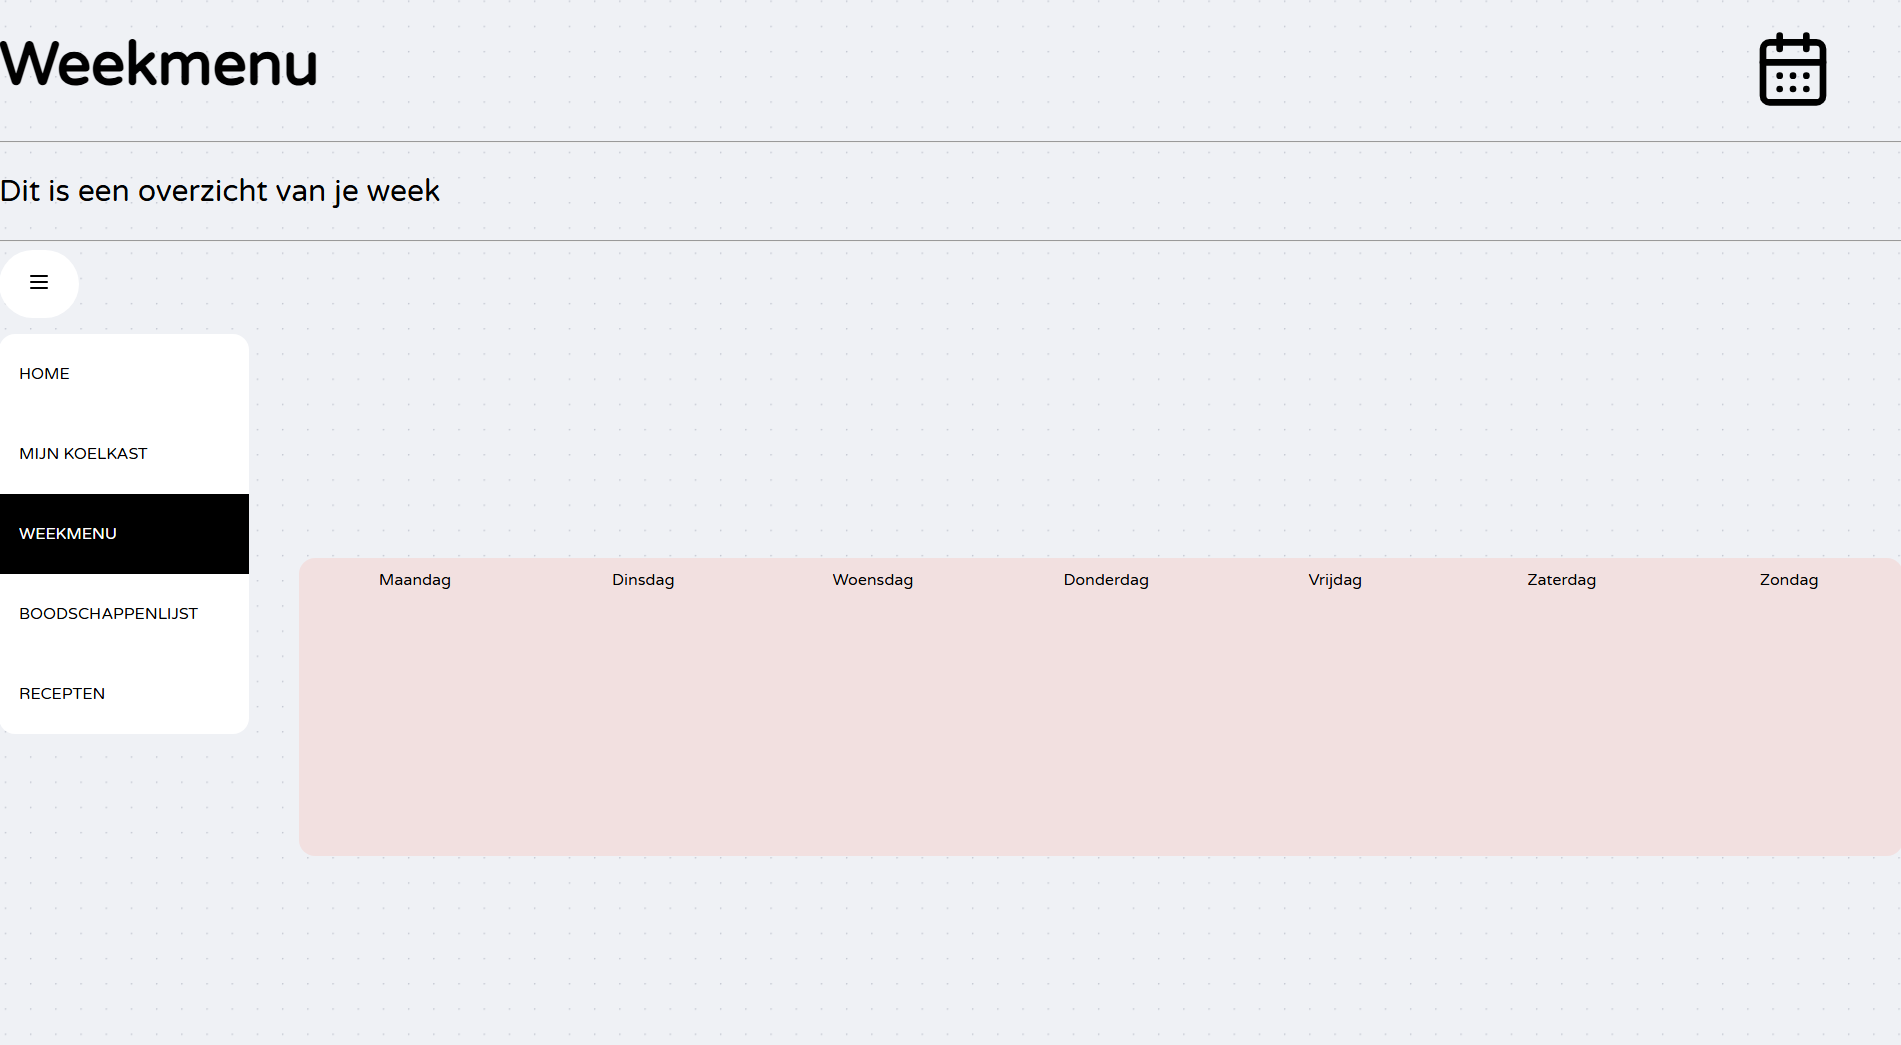 Weekmenu
Dit is een overzicht van je week
HOME
MIJN KOELKAST
WEEKMENU
BOODSCHAPPENLIJST
RECEPTEN
Maandag Dinsdag Woensdag Donderdag Vrijdag Zaterdag Zondag